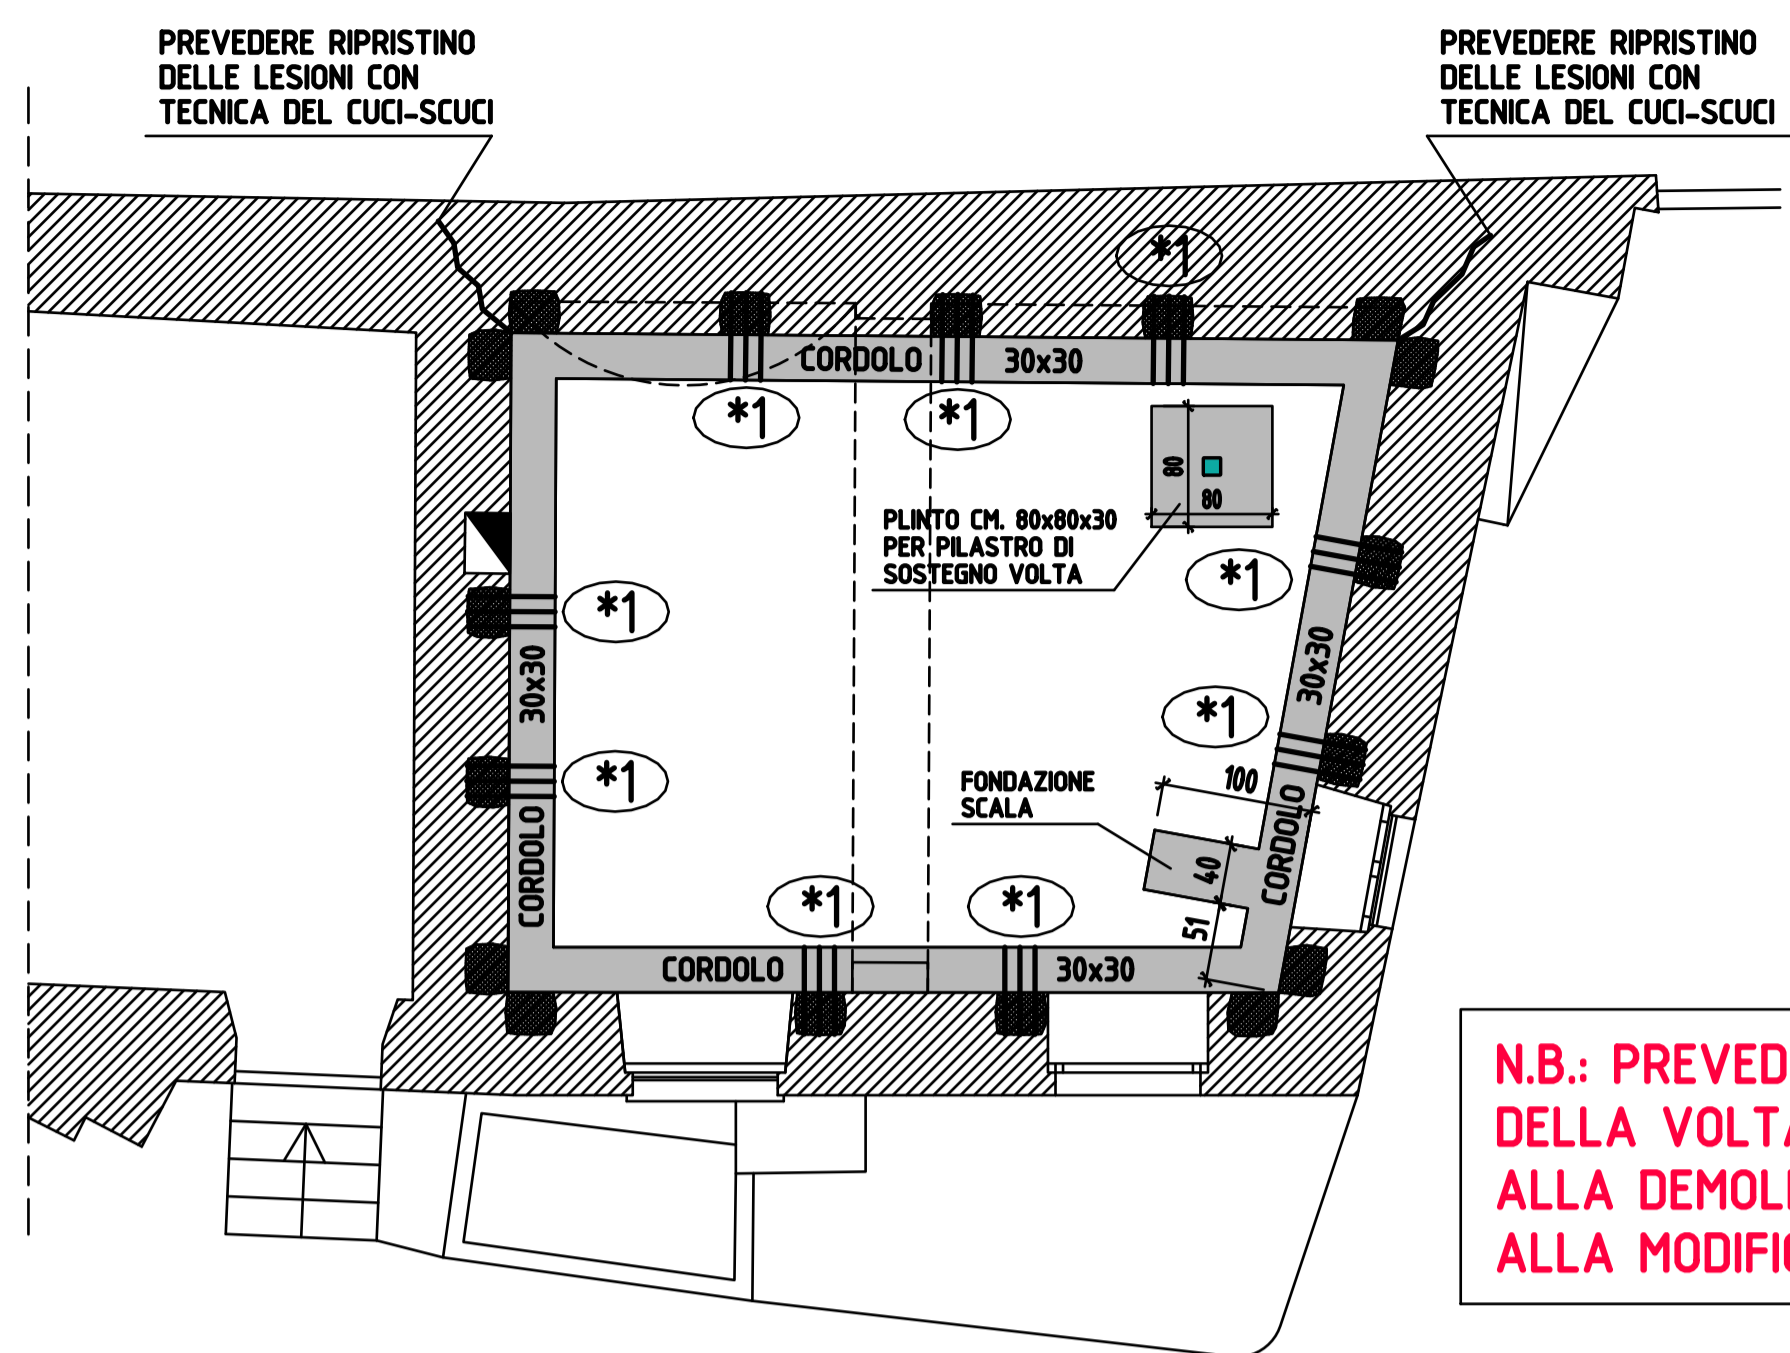 PREVEDERE RIPRISTINO
DELLE LESIONI CON
TECNICA DEL CUCI-SCUCI
PREVEDERE RIPRISTINO
DELLE LESIONI CON
TECNICA DEL CUCI-SCUCI
*1
CORDOLO 30x30
*1
*1
80
80
PLINTO CM. 80x80x30
PER PILASTRO DI
SOSTEGNO VOLTA
*1
*1
30x30
30x30
*1
*1
CORDOLO
FONDAZIONE
SCALA
100
CORDOLO
40
51
*1
*1
CORDOLO 30x30
N.B.: PREVED
DELLA VOLTA
ALLA DEMOL
ALLA MODIFI